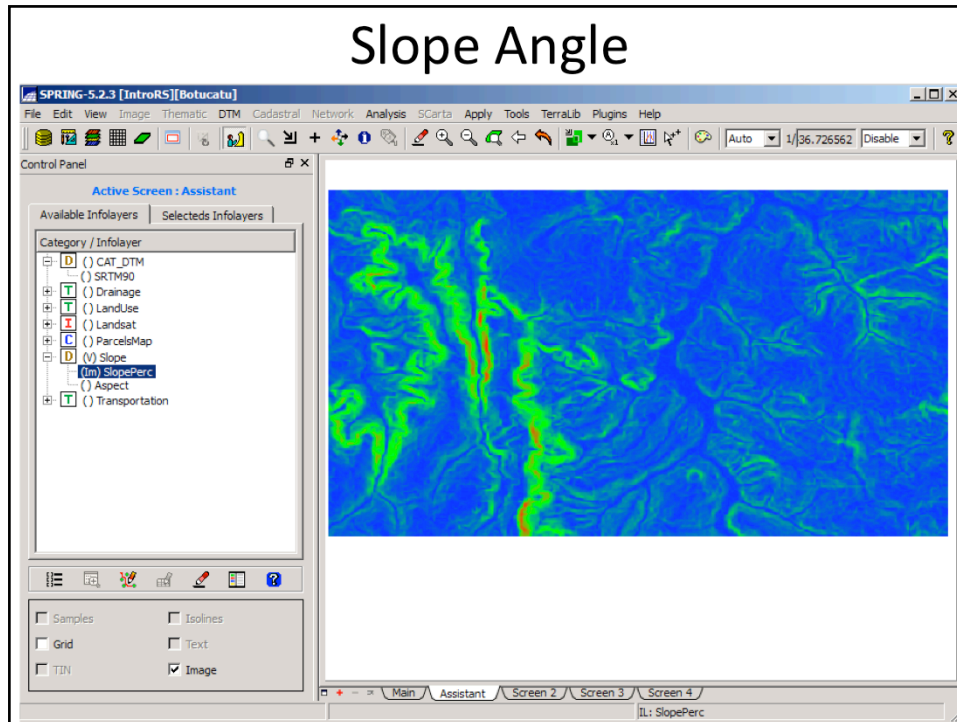 Slope Angle
SPRING-5.2.3 [IntroRS][Botucatu]
File Edit View Image Thematic DTM Cadastral Network Analysis SCarta Apply Tools TerraLib Plugins Help
Auto 1/ 36.726562 Disable
Control Panel
Active Screen : Assistant
Available Infolayers Selecteds Infolayers
Category / Infolayer
D () CAT_DTM
() SRTM90
T () Drainage
T () LandUse
I () Landsat
C () ParcelsMap
D (V) Slope
(Im) SlopePerc
() Aspect
T () Transportation
Samples Isolines
Grid Text
TIN Image
Main Assistant Screen 2 Screen 3 Screen 4
IL: SlopePerc